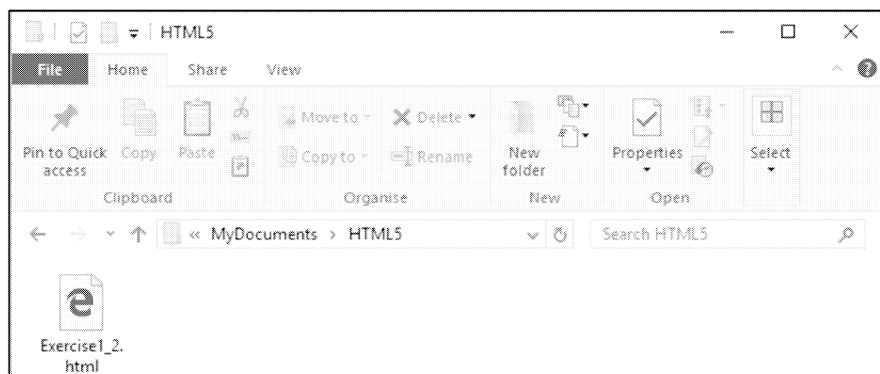 HTML5
File Home Share View
Pin to Quick access
Copy
Paste
Clipboard
Move to
Copy to
Delete
Rename
Organise
New folder
New
Properties
Open
Select
« MyDocuments > HTML5
Search HTML5
Exercise1_2.
html